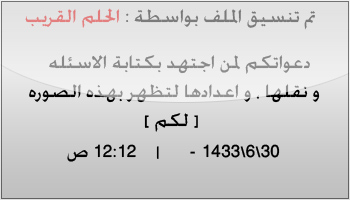 تم تنسيق الملف بواسطة : الحلم القريب
دعواتكم لمن اجتهد بكتابة الاسئله
و نقلها . و اعدادها لتظهر بهذه الصوره
[ لكم ]
30\6\1433 - | 12:12 ص